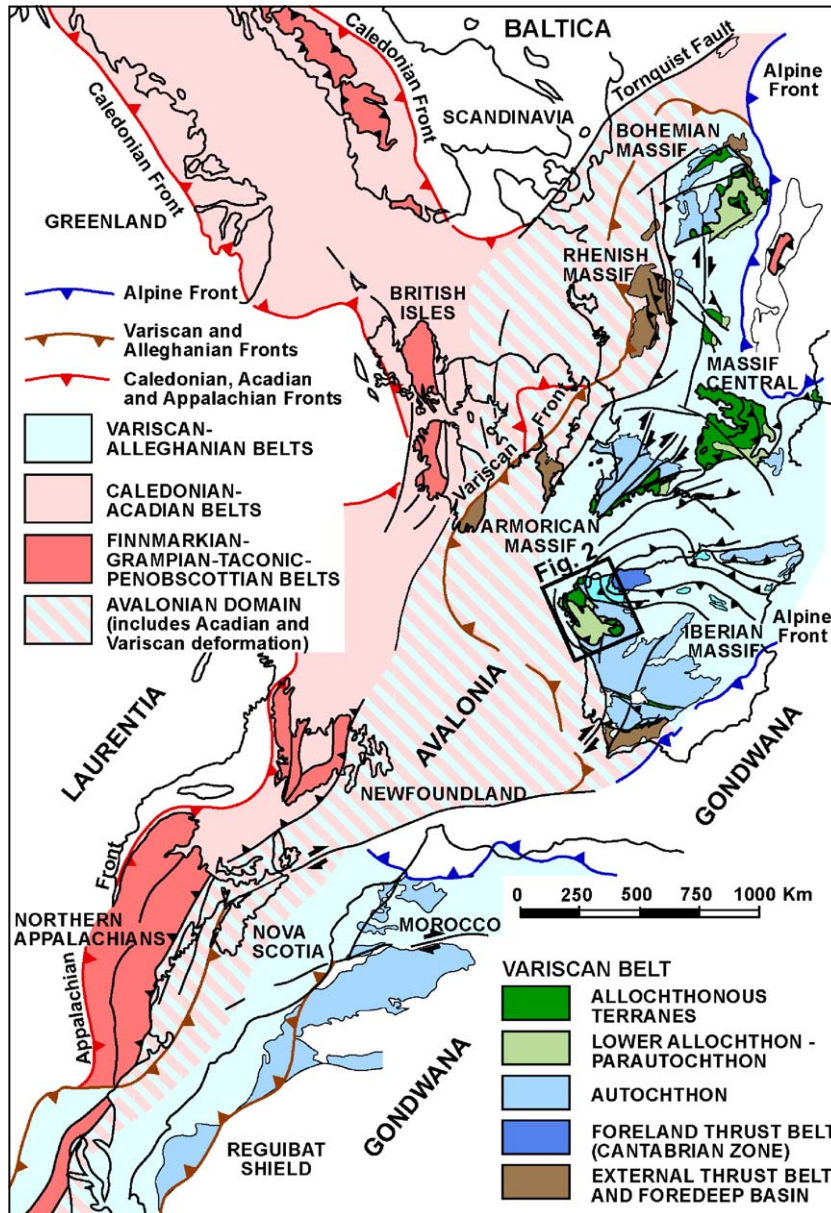 BALTICA
Caledonian Front
Caledonian Front
SCANDINAVIA
Tornquist Fault
Alpine
Front
BOHEMIAN
MASSIF
GREENLAND
RHENISH
MASSIF
BRITISH
ISLES
Alpine Front
Variscan and
Alleghanian Fronts
Caledonian, Acadian
and Appalachian Fronts
VARISCAN-
ALLEGHANIAN BELTS
CALEDONIAN-
ACADIAN BELTS
FINNMARKIAN-
GRAMPIAN-TACONIC-
PENOBSCOTTIAN BELTS
AVALONIAN DOMAIN
(includes Acadian and
Variscan deformation)
MASSIF
CENTRAL
Variscan Front
ARMORICAN
MASSIF
Fig. 2
IBERIAN
MASSIF
Alpine
Front
LAURENTIA
AVALONIA
GONDWANA
NEWFOUNDLAND
Appalachian Front
NORTHERN
APPALACHIANS
NOVA
SCOTIA
MOROCCO
GONDWANA
REGUIBAT
SHIELD
0 250 500 1000 Km
VARISCAN BELT
ALLOCHTHONOUS
TERRANES
LOWER ALLOCHTHON -
PARAUTOCHTHON
AUTOCHTHON
FORELAND THRUST BELT
(CANTABRIAN ZONE)
EXTERNAL THRUST BELT
AND FOREDEEP BASIN